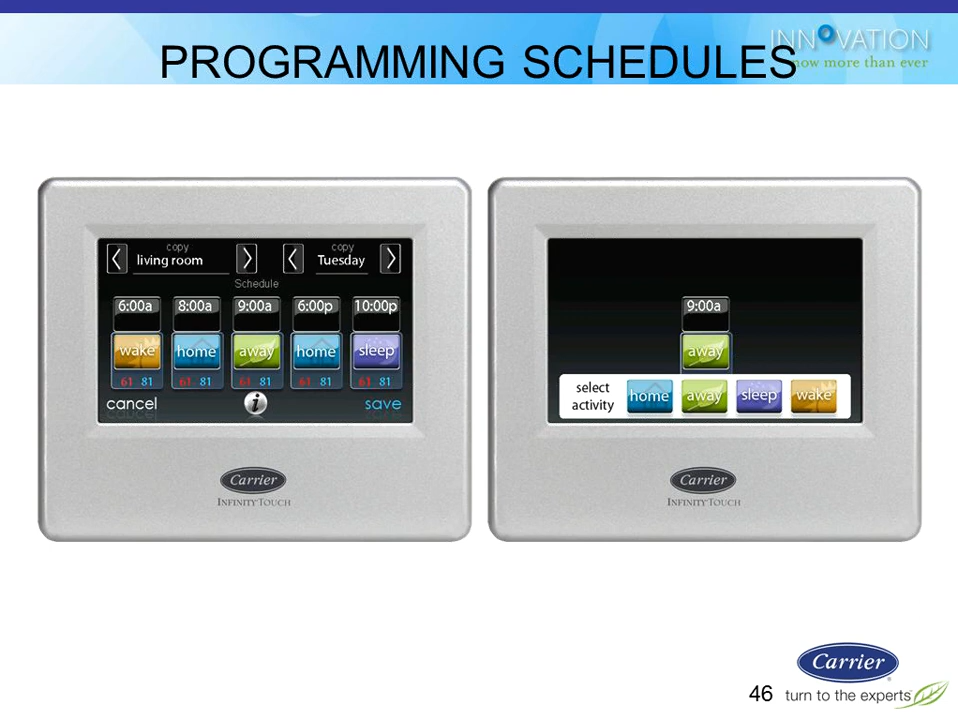 INNOVATION
now more than ever
PROGRAMMING SCHEDULES
copy copy
living room Tuesday
Schedule
6:00a 8:00a 9:00a 6:00p 10:00p
wake home away home sleep
61 81 61 81 61 81 61 81 61 81
cancel i save
Carrier
INFINITY TOUCH
9:00a
away
select
activity
home away sleep wake
Carrier
INFINITY TOUCH
Carrier
46 turn to the experts